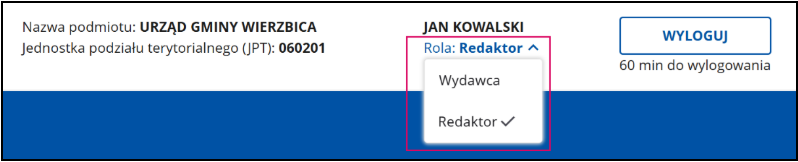 Nazwa podmiotu: URZĄD GMINY WIERZBICA
Jednostka podziału terytorialnego (JPT): 060201
JAN KOWALSKI
Rola: Redaktor
Wydawca
Redaktor
WYLOGUJ
60 min do wylogowania